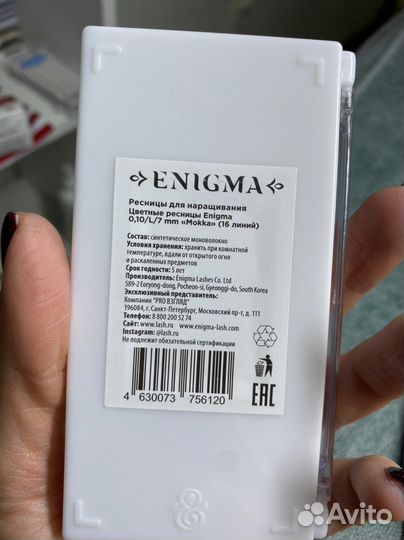 ENIGMA
Ресницы для наращивания
Цветные ресницы Enigma
0,10/L/7 mm «Mokka» (16 линий)
Состав: синтетическое моноволокно
Условия хранения: хранить при комнатной
температуре, вдали от открытого огня
и раскаленных предметов
Срок годности: 5 лет
Производитель: Enigma Lashes Co. Ltd
589-2 Eoryong-dong, Pocheon-si, Gyeonggi-do, South Korea
Эксклюзивный представитель:
Компания "PRO ВЗГЛЯД"
196084, г. Санкт-Петербург, Московский пр-т, д. 111
Телефон: 8 800 200 52 74
Сайт: www.lash.ru www.enigma-lash.com
Instagram: @lash.ru
Не подлежит обязательной сертификации
4 630073 756120
EAC
Avito